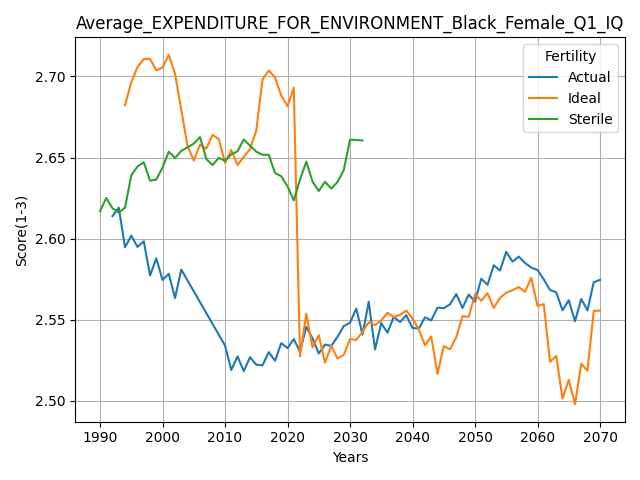 Average_EXPENDITURE_FOR_ENVIRONMENT_Black_Female_Q1_IQ
Fertility
Actual
Ideal
Sterile
Score(1-3)
2.70
2.65
2.60
2.55
2.50
1990 2000 2010 2020 2030 2040 2050 2060 2070
Years